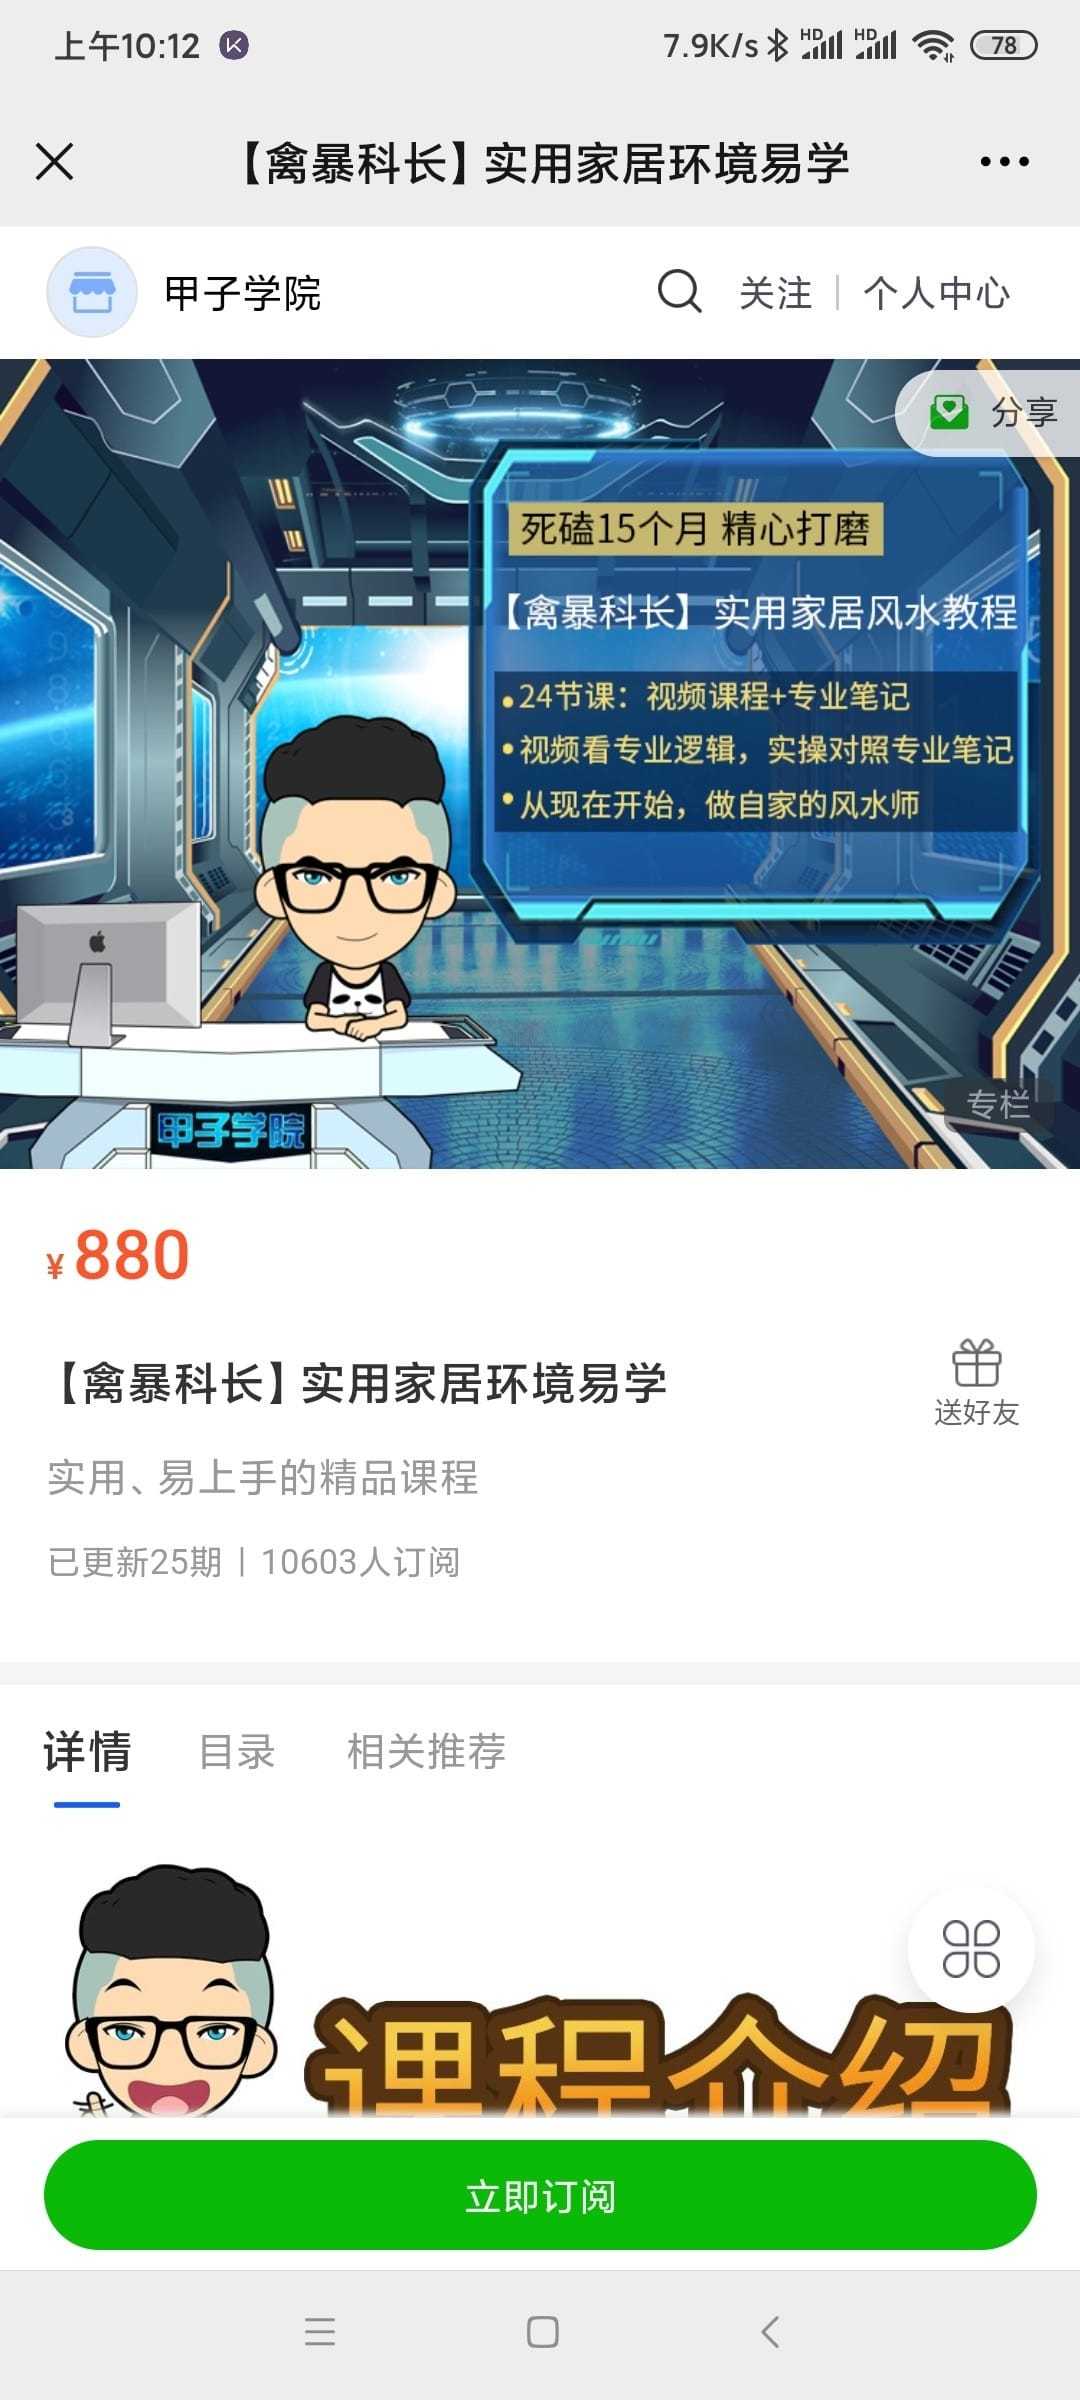 上午10:12
7.9K/s HD HD 78
【禽暴科长】实用家居环境易学
甲子学院
关注
个人中心
分享
死磕15个月 精心打磨
【禽暴科长】实用家居风水教程
•24节课：视频课程+专业笔记
•视频看专业逻辑，实操对照专业笔记
•从现在开始，做自家的风水师
专栏
甲子学院
¥880
【禽暴科长】实用家居环境易学
送好友
实用、易上手的精品课程
已更新25期 | 10603人订阅
详情
目录
相关推荐
课程介绍
立即订阅